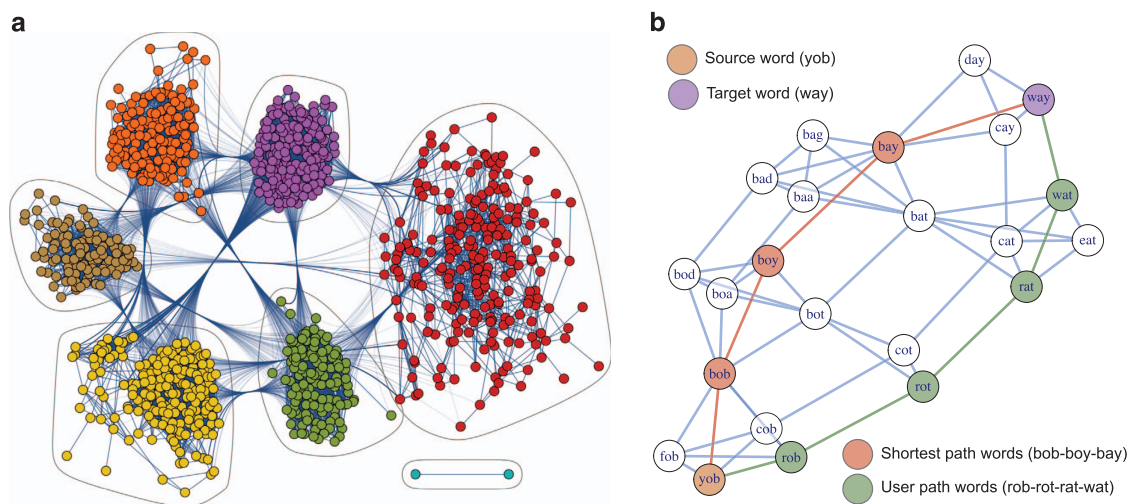 a
b
Source word (yob)
Target word (way)
day
way
cay
bag
bay
bad
baa
wat
bat
cat
eat
boy
bod
boa
rat
bot
cot
bob
rot
cob
fob
rob
yob
Shortest path words (bob-boy-bay)
User path words (rob-rot-rat-wat)